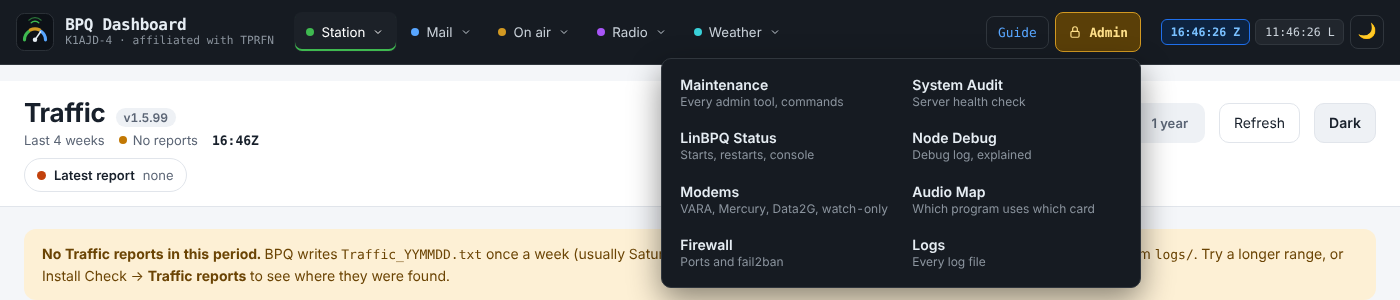 BPQ Dashboard
K1AJD-4 · affiliated with TPRFN
Station
Mail
On air
Radio
Weather
Guide
Admin
16:46:26 Z
11:46:26 L
Maintenance
Every admin tool, commands
System Audit
Server health check
LinBPQ Status
Starts, restarts, console
Node Debug
Debug log, explained
Modems
VARA, Mercury, Data2G, watch-only
Audio Map
Which program uses which card
Firewall
Ports and fail2ban
Logs
Every log file
Traffic v1.5.99
Last 4 weeks No reports 16:46Z
Latest report none
1 year
Refresh
Dark
No Traffic reports in this period. BPQ writes Traffic_YYMMDD.txt once a week (usually logs/. Try a longer range, or
Install Check → Traffic reports to see where they were found.